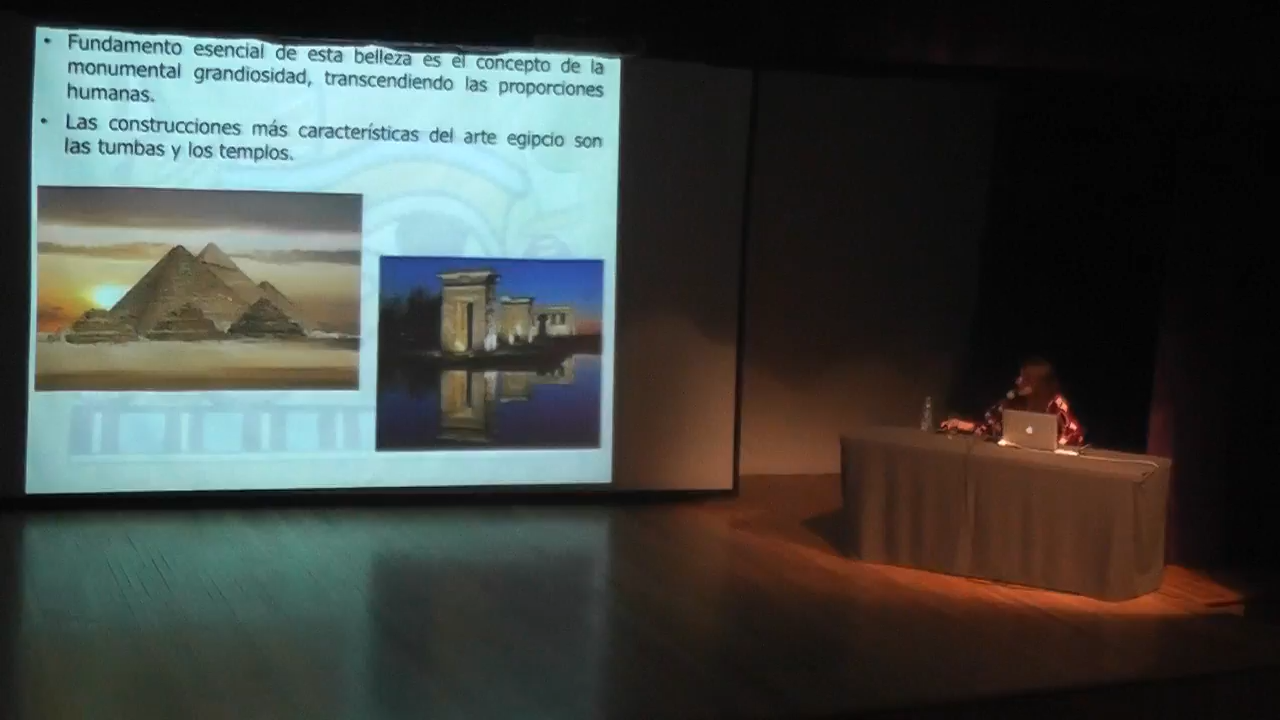 • Fundamento esencial de esta belleza es el concepto de la
monumental grandiosidad, transcendiendo las proporciones
humanas.
• Las construcciones más características del arte egipcio son
las tumbas y los templos.